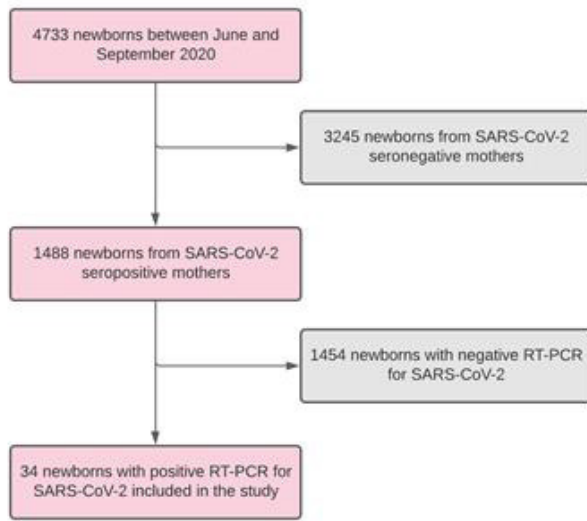 4733 newborns between June and
September 2020
3245 newborns from SARS-CoV-2
seronegative mothers
1488 newborns from SARS-CoV-2
seropositive mothers
1454 newborns with negative RT-PCR
for SARS-CoV-2
34 newborns with positive RT-PCR for
SARS-CoV-2 included in the study